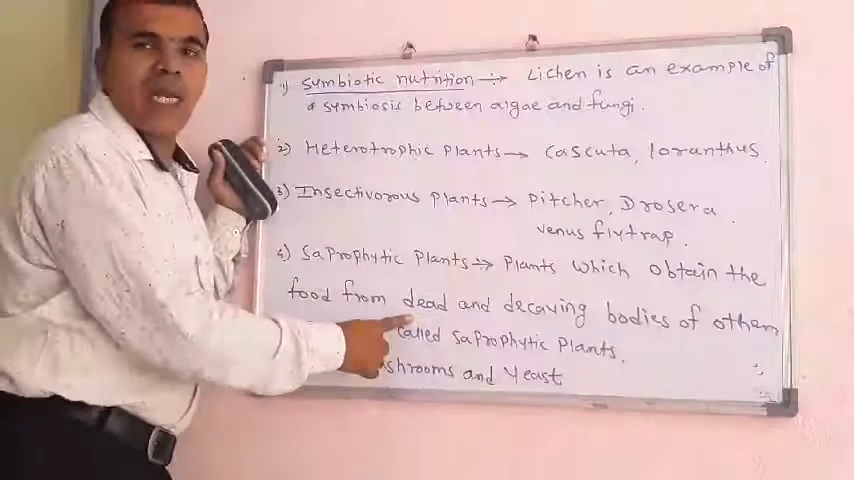 1) Symbiotic nutrition → Lichen is an example of
a symbiosis between algae and fungi.
2) Heterotrophic plants → Cascuta, loranthus.
3) Insectivorous plants → pitcher, Drosera
venus flytrap.
4) Saprophytic plants → plants which obtain the
food from dead and decaying bodies of others
called saprophytic plants.
and yeast